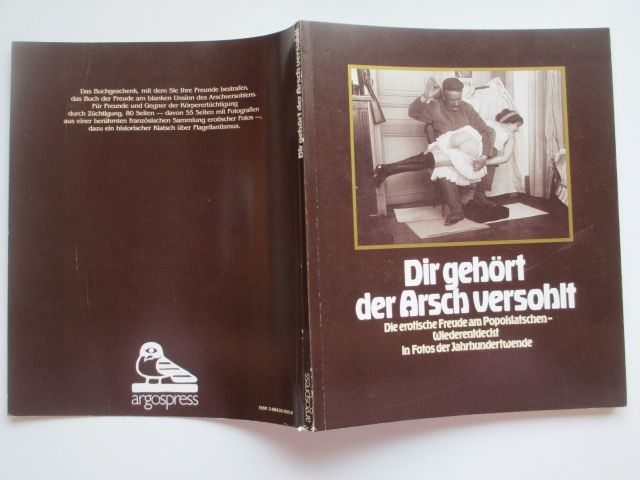 Das Buchgeschenk, mit dem Sie Ihre Freunde bestrafen,
das Buch der Freude am blanken Unsinn des Arschversohlens.
Für Freunde und Gegner der Körperertüchtigung
durch Züchtigung. 80 Seiten — davon 55 Seiten mit Fotografien
aus einer berühmten französischen Sammlung erotischer Fotos —,
dazu ein historischer Klatsch über Flagellantismus.
argospress
ISBN
Dir gehört der Arsch versohlt
argospress
Dir gehört
der Arsch versohlt
Die erotische Freude am Popoklatschen –
Wiederentdeckt
in Fotos der Jahrhundertwende